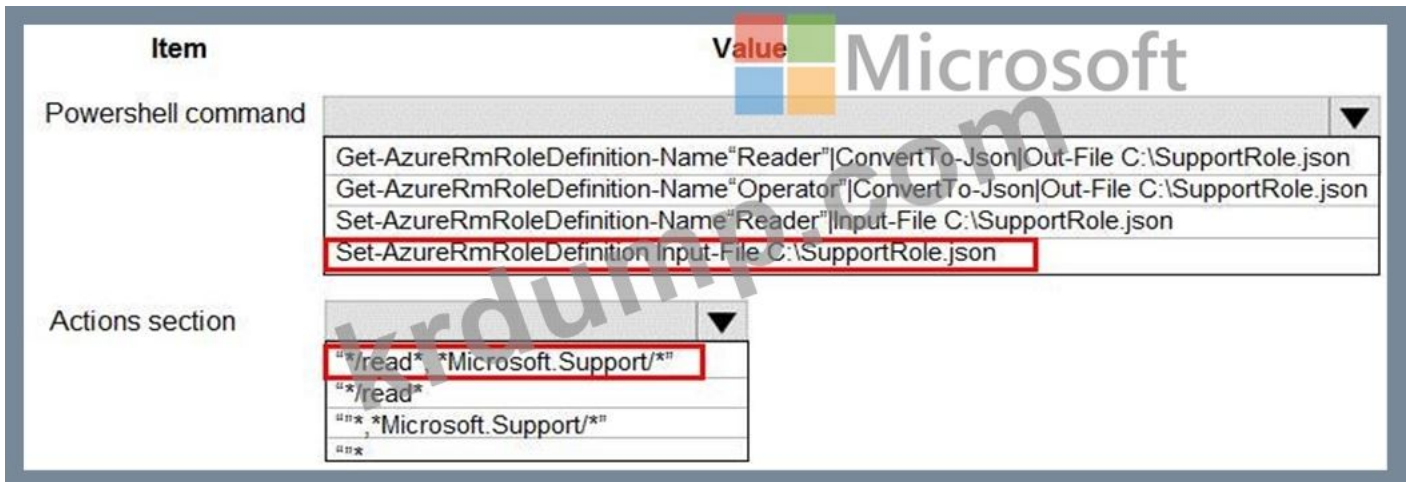 Item Value
Microsoft
Powershell command
Get-AzureRmRoleDefinition-Name“Reader”|ConvertTo-Json|Out-File C:\SupportRole.json
Get-AzureRmRoleDefinition-Name“Operator”|ConvertTo-Json|Out-File C:\SupportRole.json
Set-AzureRmRoleDefinition-Name“Reader”|Input-File C:\SupportRole.json
Set-AzureRmRoleDefinition Input-File C:\SupportRole.json
krdump.com
Actions section
“*/read*,*Microsoft.Support/*”
“*/read*
“”*,*Microsoft.Support/*”
“”*